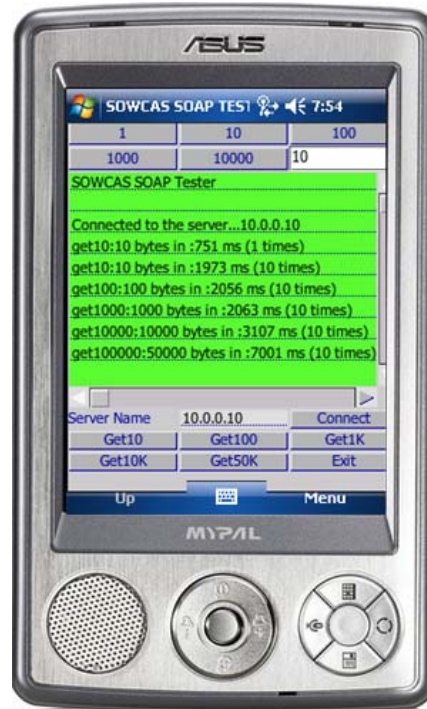 ASUS
SOWCAS SOAP TEST 7:54
1 10 100
1000 10000 10
SOWCAS SOAP Tester
Connected to the server...10.0.0.10
get10:10 bytes in :751 ms (1 times)
get10:10 bytes in :1973 ms (10 times)
get100:100 bytes in :2056 ms (10 times)
get1000:1000 bytes in :2063 ms (10 times)
get10000:10000 bytes in :3107 ms (10 times)
get100000:50000 bytes in :7001 ms (10 times)
Server Name 10.0.0.10 Connect
Get10 Get100 Get1K
Get10K Get50K Exit
Up Menu
MYPAL